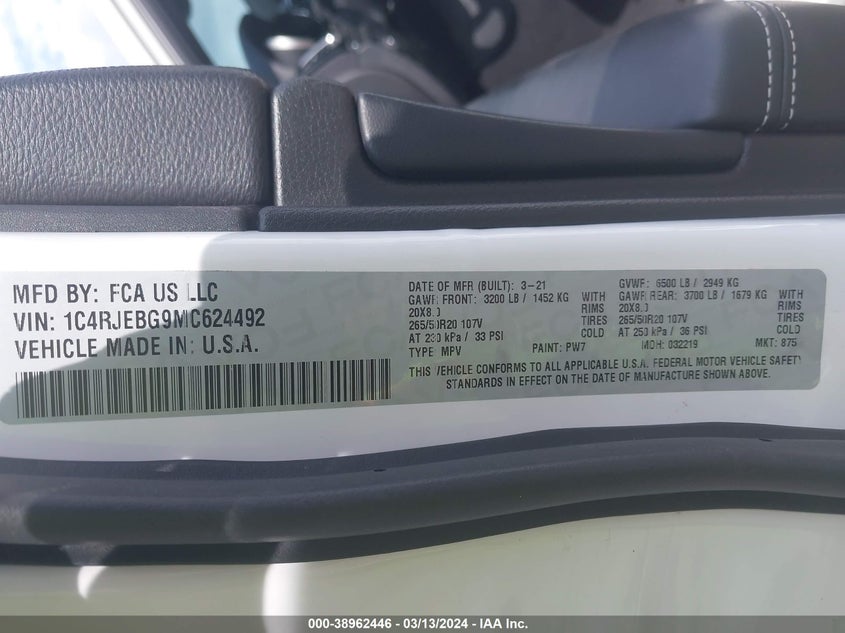 MFD BY: FCA US LLC
VIN: 1C4RJEBG9MC624492
VEHICLE MADE IN: U.S.A.
DATE OF MFR (BUILT): 3-21
GAWR FRONT: 3200 LB / 1452 KG WITH
20X8.0 RIMS
265/50R20 107V TIRES
AT 230 kPa / 33 PSI COLD
TYPE MPV PAINT: PW7
GVWR: 6500 LB / 2949 KG
GAWR REAR: 3700 LB / 1679 KG WITH
20X8.0 RIMS
265/50R20 107V TIRES
AT 250 kPa / 36 PSI COLD
MDH: 032219 MKT: 875
THIS VEHICLE CONFORMS TO ALL APPLICABLE U.S.A. FEDERAL MOTOR VEHICLE SAFETY
STANDARDS IN EFFECT ON THE DATE OF MANUFACTURE SHOWN ABOVE.
000-38962446 - 03/13/2024 - IAA Inc.